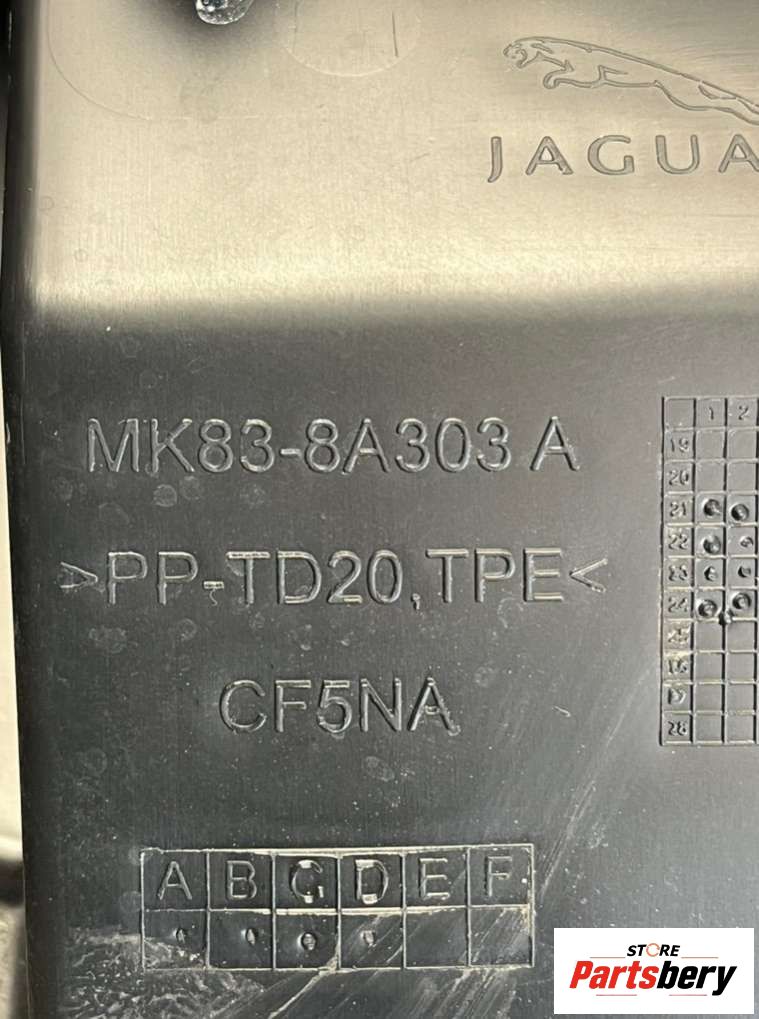 JAGUA
MK83-8A303 A
>PP-TD20,TPE<
CF5NA
1 2
19
20
21
22
23
24
25
26
27
28
A B C D E F
STORE
Partsbery